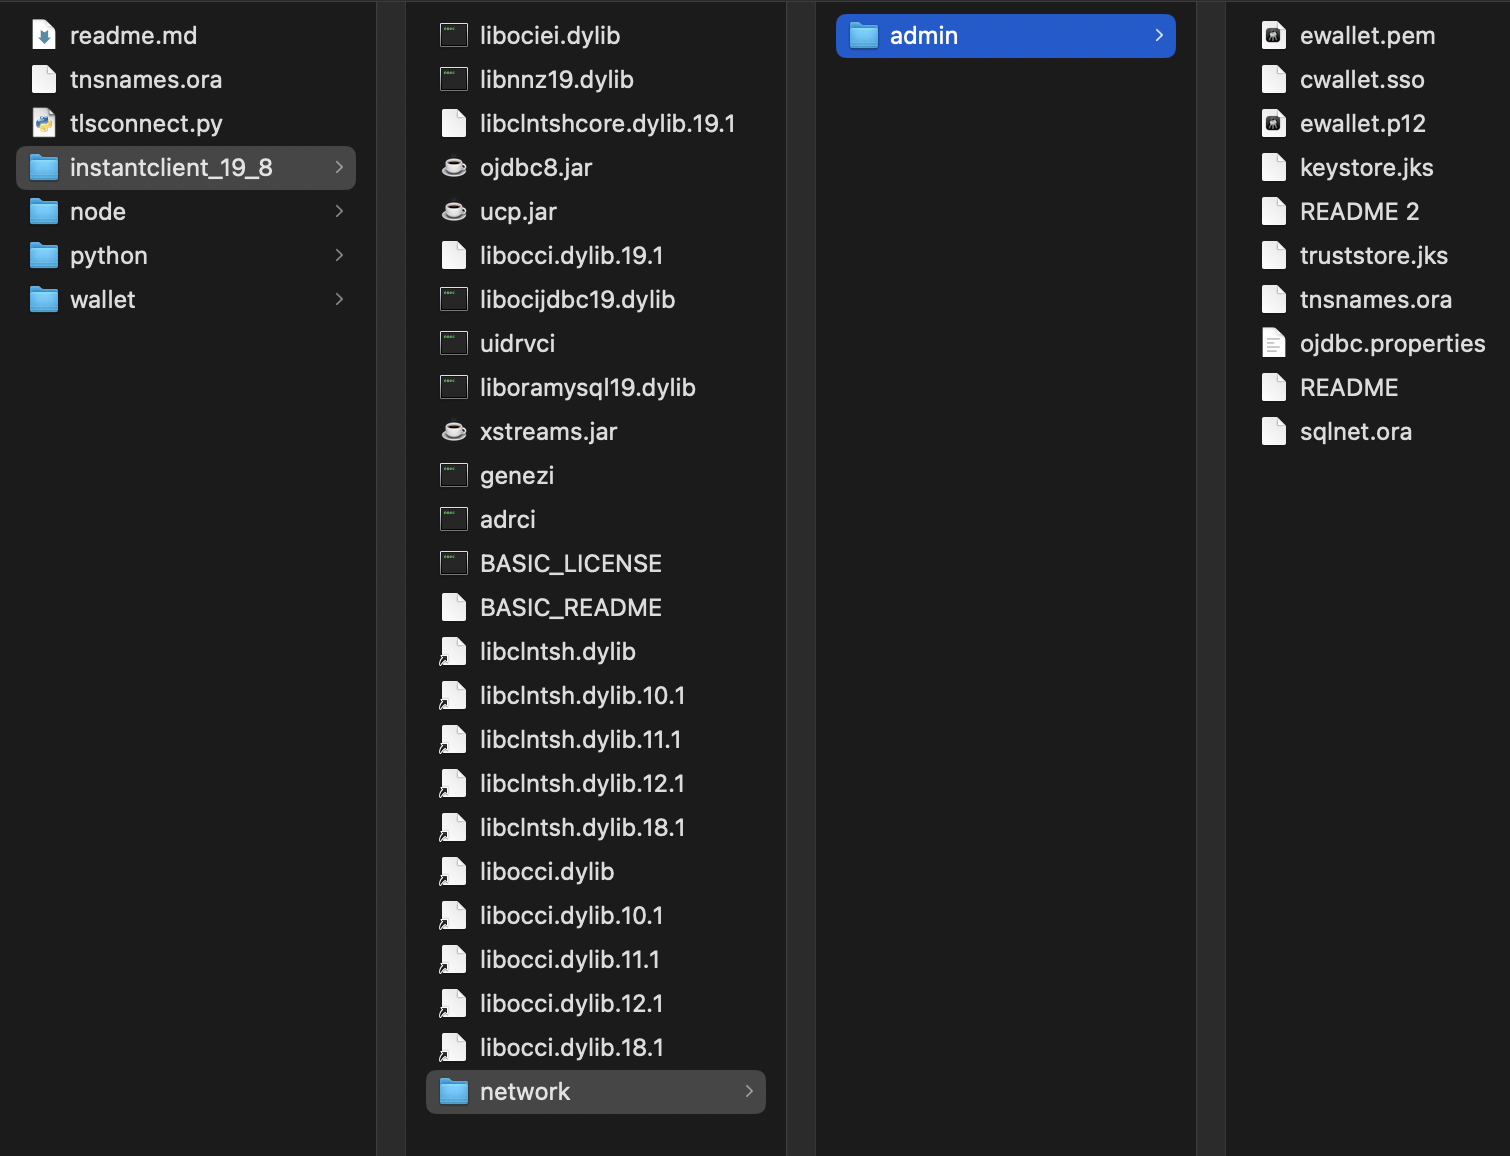 readme.md
tnsnames.ora
tlsconnect.py
instantclient_19_8
node
python
wallet
libociei.dylib
libnnz19.dylib
libclntshcore.dylib.19.1
ojdbc8.jar
ucp.jar
libocci.dylib.19.1
libocijdbc19.dylib
uidrvci
liboramysql19.dylib
xstreams.jar
genezi
adrci
BASIC_LICENSE
BASIC_README
libclntsh.dylib
libclntsh.dylib.10.1
libclntsh.dylib.11.1
libclntsh.dylib.12.1
libclntsh.dylib.18.1
libocci.dylib
libocci.dylib.10.1
libocci.dylib.11.1
libocci.dylib.12.1
libocci.dylib.18.1
network
admin
ewallet.pem
cwallet.sso
ewallet.p12
keystore.jks
README 2
truststore.jks
tnsnames.ora
ojdbc.properties
README
sqlnet.ora